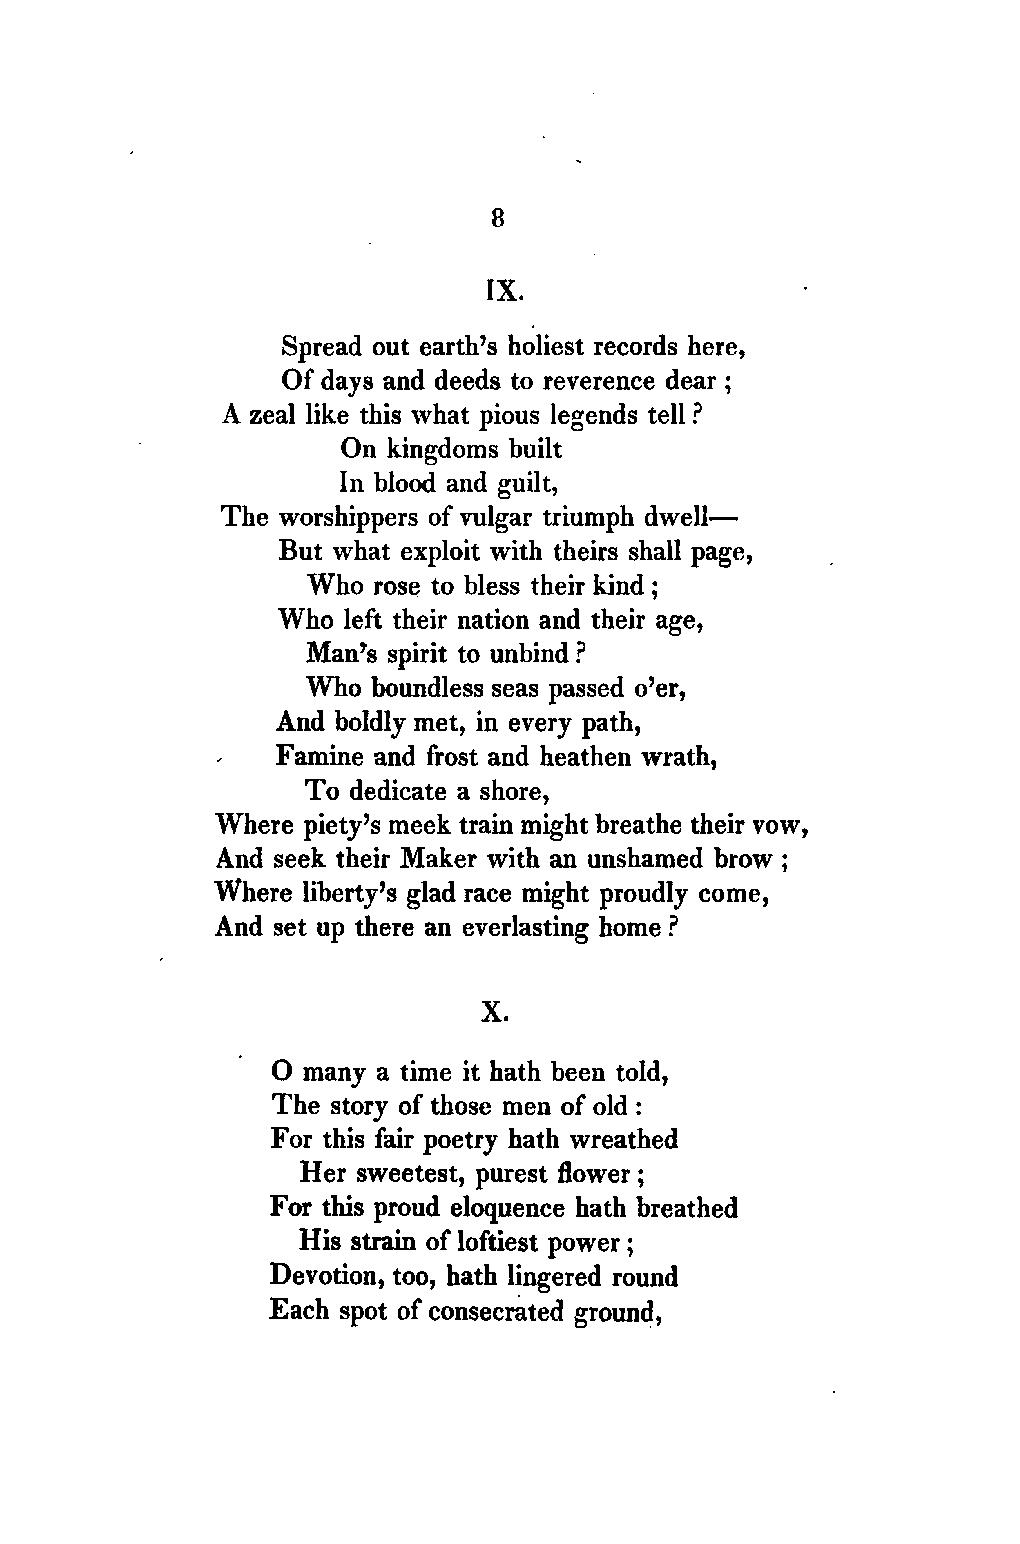 8
IX.
Spread out earth's holiest records here,
Of days and deeds to reverence dear ;
A zeal like this what pious legends tell ?
On kingdoms built
In blood and guilt,
The worshippers of vulgar triumph dwell—
But what exploit with theirs shall page,
Who rose to bless their kind ;
Who left their nation and their age,
Man's spirit to unbind ?
Who boundless seas passed o'er,
And boldly met, in every path,
Famine and frost and heathen wrath,
To dedicate a shore,
Where piety's meek train might breathe their vow,
And seek their Maker with an unshamed brow ;
Where liberty's glad race might proudly come,
And set up there an everlasting home ?
X.
O many a time it hath been told,
The story of those men of old :
For this fair poetry hath wreathed
Her sweetest, purest flower ;
For this proud eloquence hath breathed
His strain of loftiest power ;
Devotion, too, hath lingered round
Each spot of consecrated ground,